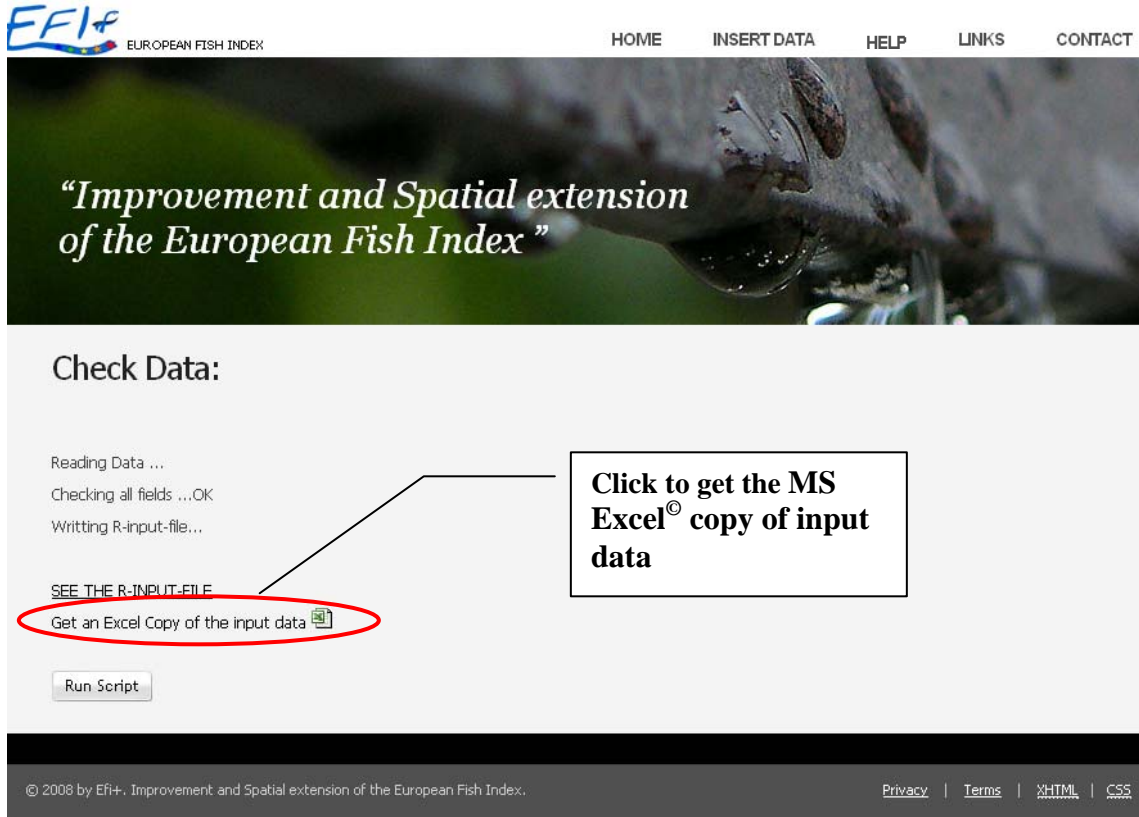 EFI+
EUROPEAN FISH INDEX
HOME INSERT DATA HELP LINKS CONTACT
“Improvement and Spatial extension
of the European Fish Index ”
Check Data:
Reading Data ...
Checking all fields ...OK
Writting R-input-file...
SEE THE R-INPUT-FILE
Get an Excel Copy of the input data
Run Script
Click to get the MS
Excel© copy of input
data
© 2008 by Efi+. Improvement and Spatial extension of the European Fish Index.
Privacy | Terms | XHTML | CSS